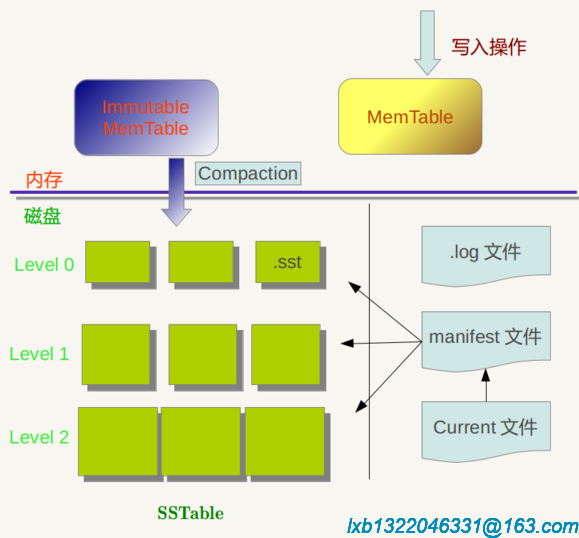 写入操作
Immutable
MemTable
MemTable
Compaction
内存
磁盘
Level 0
.sst
.log 文件
Level 1
manifest 文件
Level 2
Current 文件
SSTable
lxb1322046331@163.com